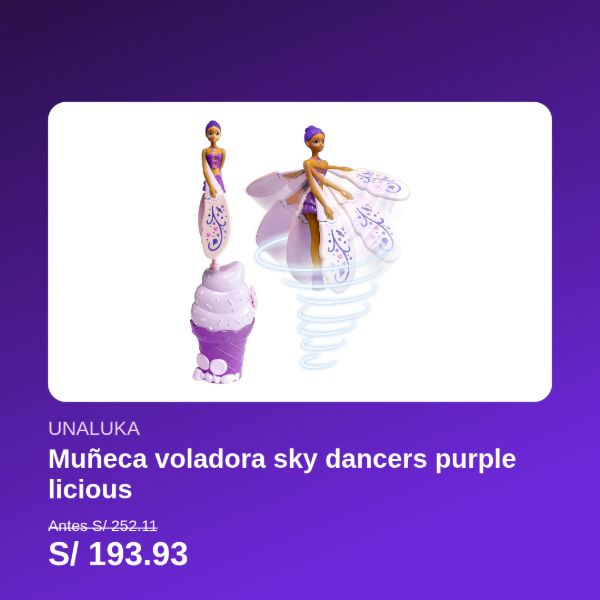 UNALUKA
Muñeca voladora sky dancers purple
licious
Antes S/ 252.11
S/ 193.93